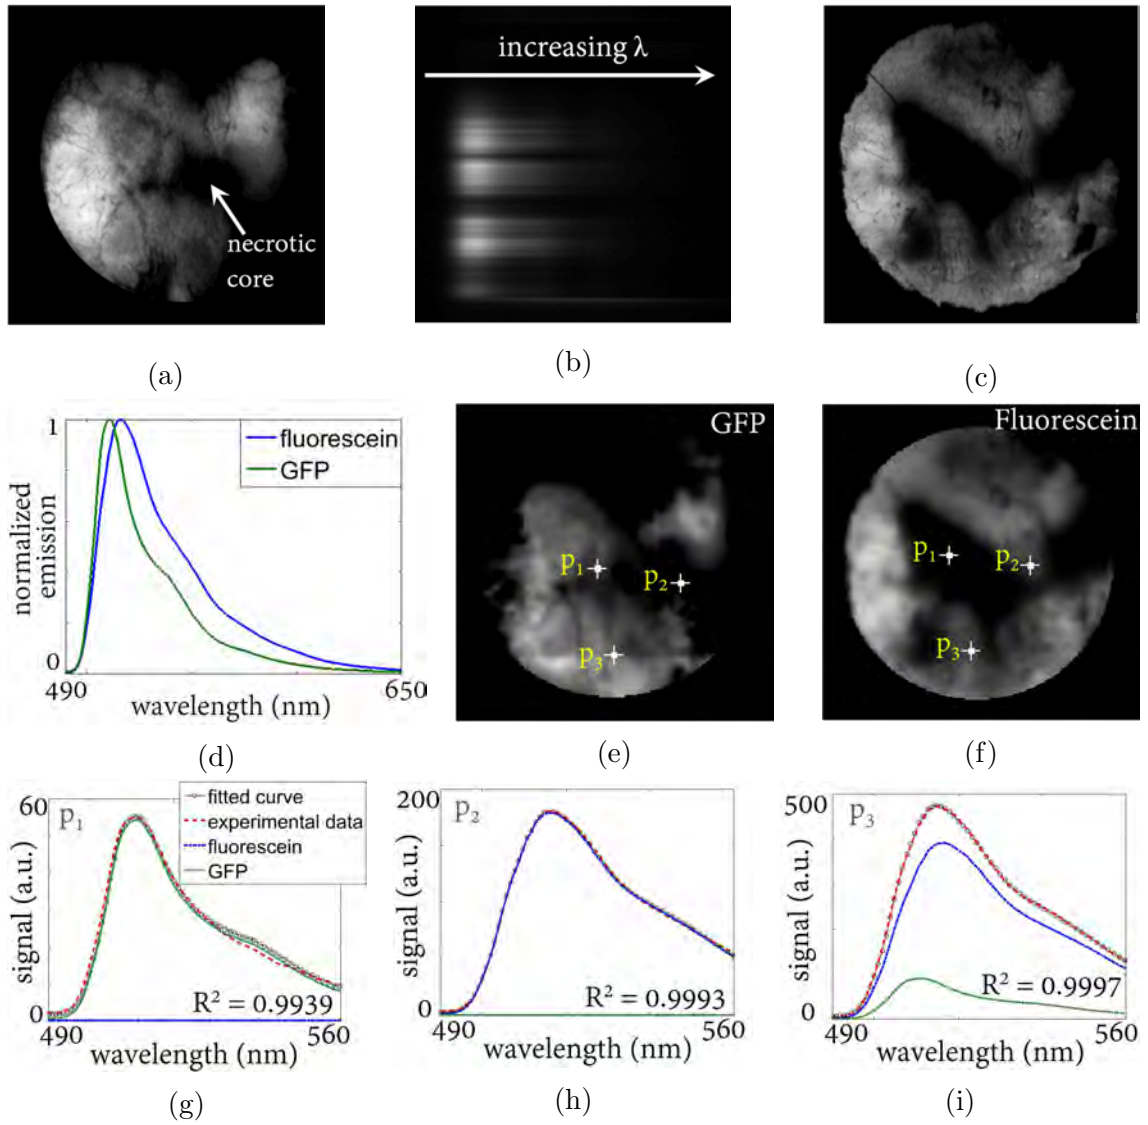 increasing λ
necrotic
core
(a)
(b)
(c)
1
fluorescein
GFP
normalized
emission
0
490
650
wavelength (nm)
(d)
GFP
p₁
p₂
p₃
(e)
Fluorescein
p₁
p₂
p₃
(f)
60
p₁
fitted curve
experimental data
fluorescein
GFP
signal (a.u.)
R² = 0.9939
0
490
560
wavelength (nm)
(g)
200
p₂
signal (a.u.)
R² = 0.9993
0
490
560
wavelength (nm)
(h)
500
p₃
signal (a.u.)
R² = 0.9997
0
490
560
wavelength (nm)
(i)